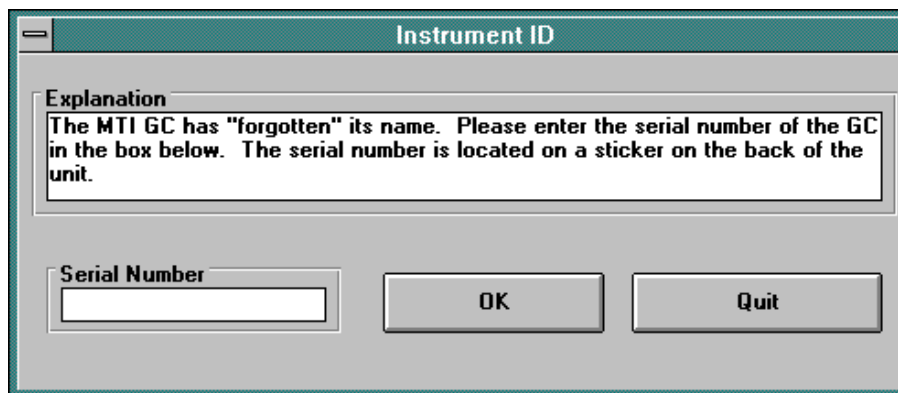 Instrument ID
Explanation
The MTI GC has "forgotten" its name.  Please enter the serial number of the GC
in the box below.  The serial number is located on a sticker on the back of the
unit.
Serial Number
OK
Quit